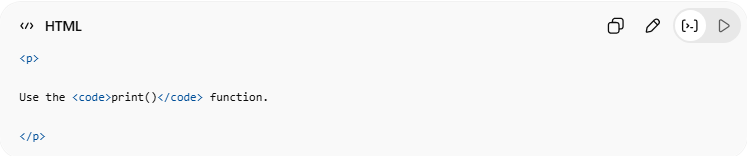 HTML
<p>
Use the <code>print()</code> function.
</p>